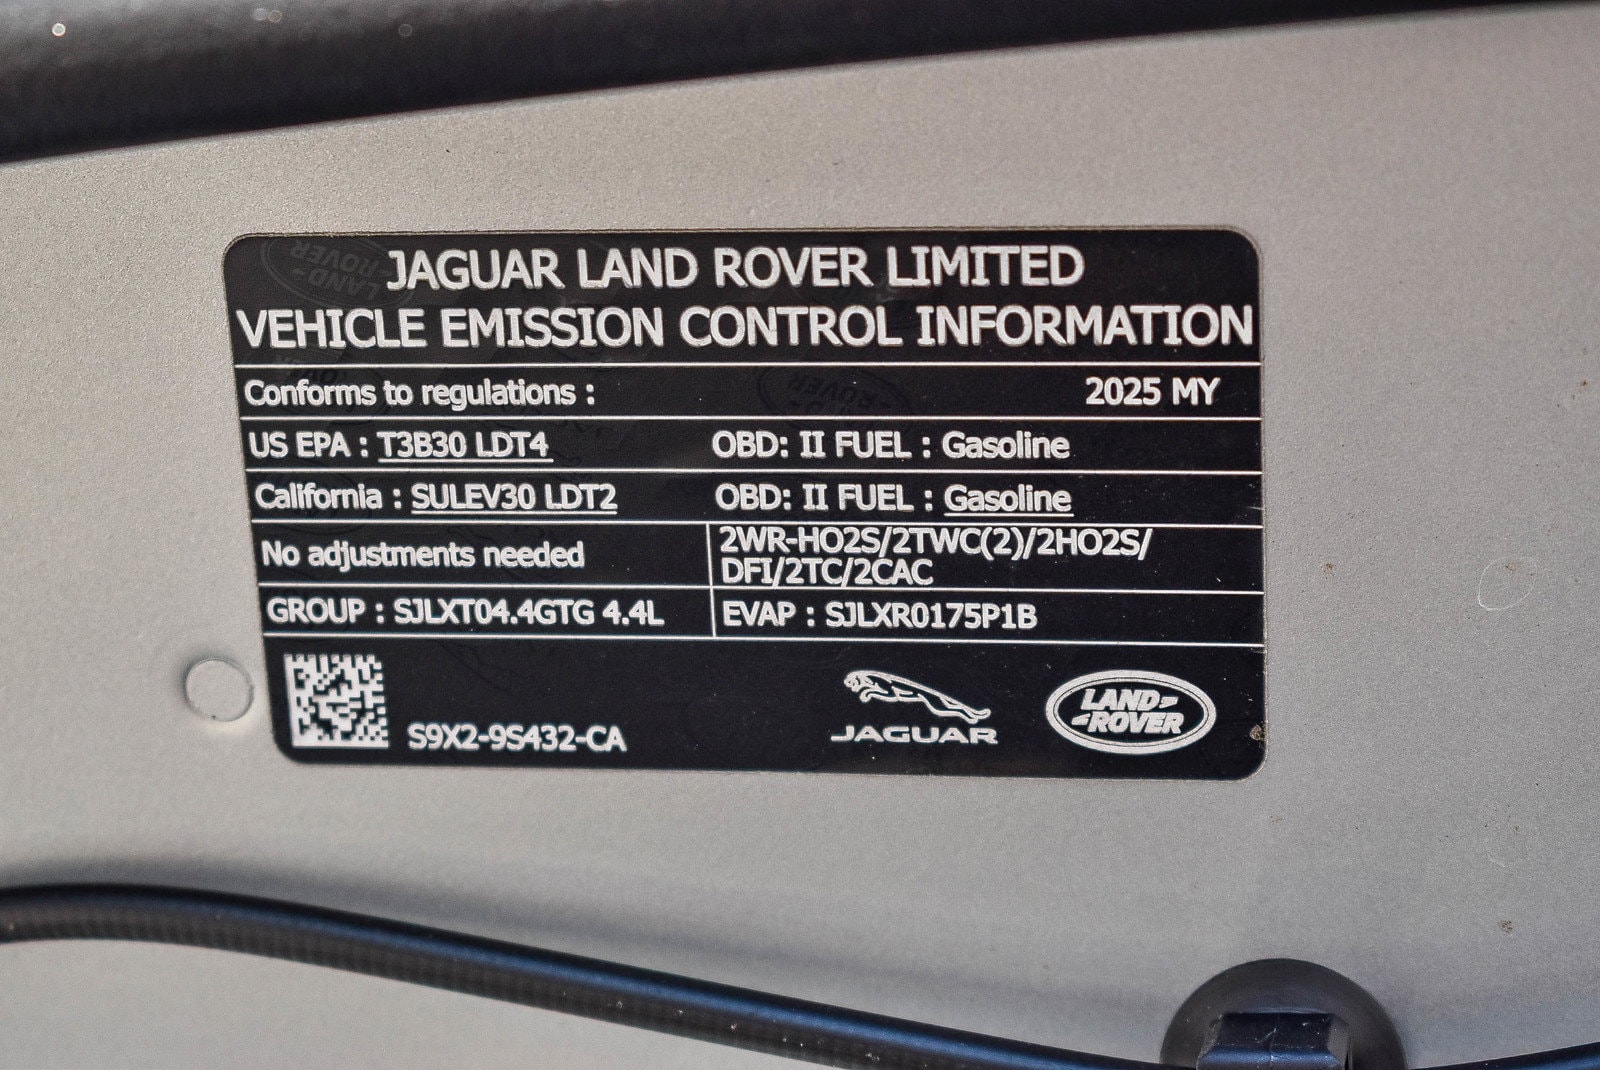 JAGUAR LAND ROVER LIMITED
VEHICLE EMISSION CONTROL INFORMATION
Conforms to regulations : 2025 MY
US EPA : T3B30 LDT4 OBD: II FUEL : Gasoline
California : SULEV30 LDT2 OBD: II FUEL : Gasoline
No adjustments needed
2WR-HO2S/2TWC(2)/2HO2S/
DFI/2TC/2CAC
GROUP : SJLXT04.4GTG 4.4L EVAP : SJLXR0175P1B
S9X2-9S432-CA
JAGUAR
LAND
ROVER